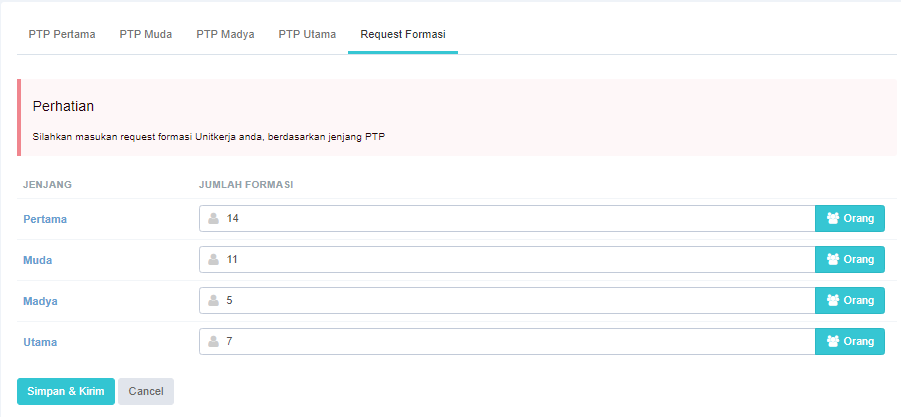 PTP Pertama PTP Muda PTP Madya PTP Utama Request Formasi
Perhatian
Silahkan masukan request formasi Unitkerja anda, berdasarkan jenjang PTP
JENJANG JUMLAH FORMASI
Pertama 14 Orang
Muda 11 Orang
Madya 5 Orang
Utama 7 Orang
Simpan & Kirim Cancel